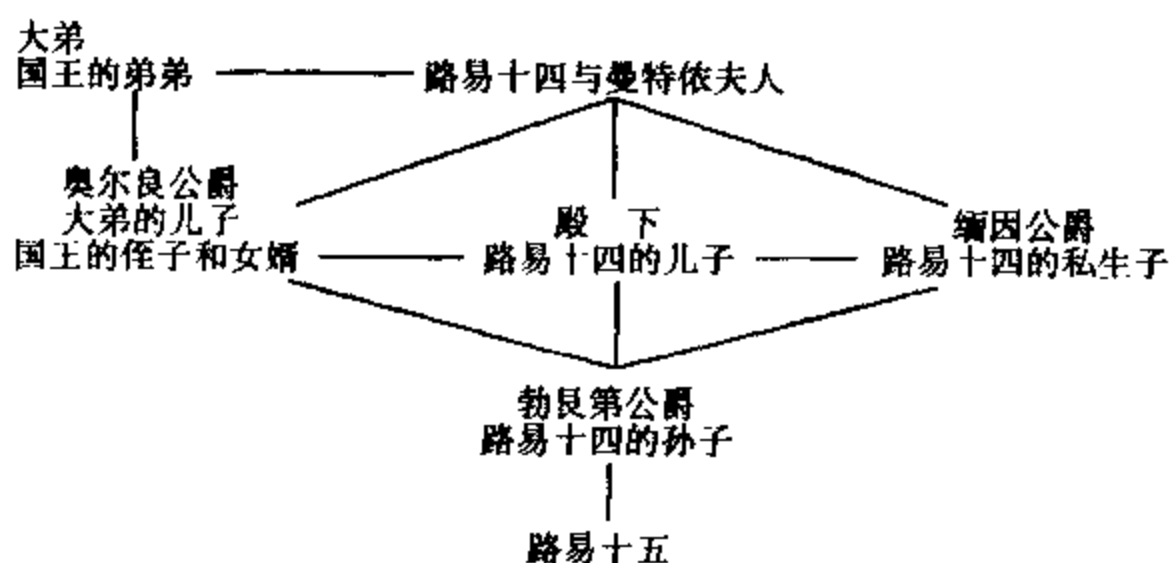 大弟
国王的弟弟
路易十四与曼特侬夫人
奥尔良公爵
大弟的儿子
国王的侄子和女婿
殿 下
路易十四的儿子
缅因公爵
路易十四的私生子
勃艮第公爵
路易十四的孙子
路易十五